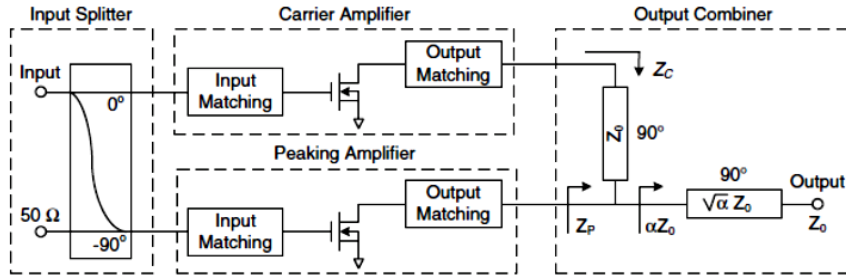 Input Splitter
Carrier Amplifier
Output Combiner
Input
0°
Input
Matching
Output
Matching
Z_C
Z_0
90°
Peaking Amplifier
50 Ω
-90°
Input
Matching
Output
Matching
Z_P
αZ_0
90°
√α Z_0
Output
Z_0